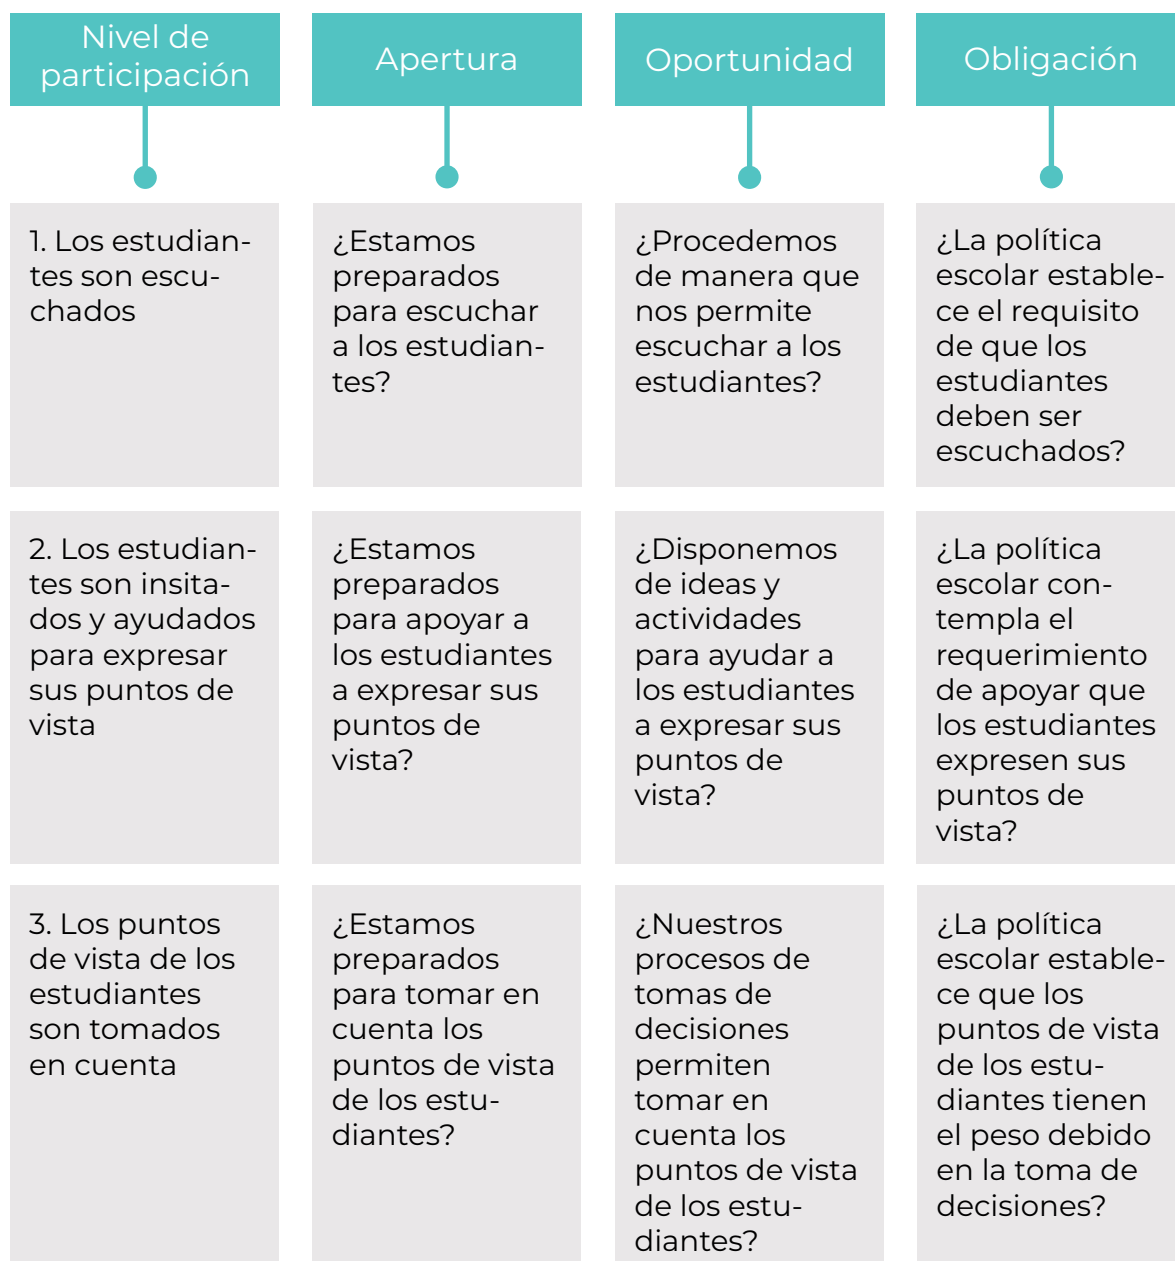 Nivel de
participación
Apertura
Oportunidad
Obligación
1. Los estudian-
tes son escu-
chados
¿Estamos
preparados
para escuchar
a los estudian-
tes?
¿Procedemos
de manera que
nos permite
escuchar a los
estudiantes?
¿La política
escolar estable-
ce el requisito
de que los
estudiantes
deben ser
escuchados?
2. Los estudian-
tes son insita-
dos y ayudados
para expresar
sus puntos de
vista
¿Estamos
preparados
para apoyar a
los estudiantes
a expresar sus
puntos de
vista?
¿Disponemos
de ideas y
actividades
para ayudar a
los estudiantes
a expresar sus
puntos de
vista?
¿La política
escolar con-
templa el
requerimiento
de apoyar que
los estudiantes
expresen sus
puntos de
vista?
3. Los puntos
de vista de los
estudiantes
son tomados
en cuenta
¿Estamos
preparados
para tomar en
cuenta los
puntos de vista
de los estu-
diantes?
¿Nuestros
procesos de
tomas de
decisiones
permiten
tomar en
cuenta los
puntos de vista
de los estu-
diantes?
¿La política
escolar estable-
ce que los
puntos de vista
de los estu-
diantes tienen
el peso debido
en la toma de
decisiones?